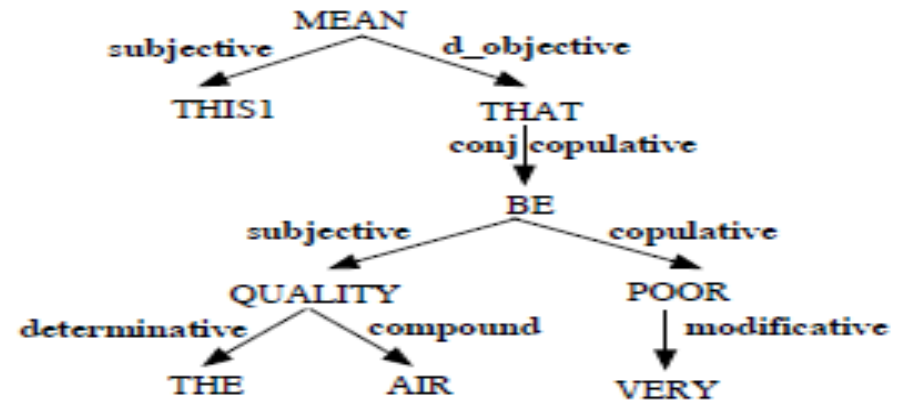 MEAN
subjective d_objective
THIS1 THAT
conj copulative
BE
subjective copulative
QUALITY POOR
determinative compound modificative
THE AIR VERY